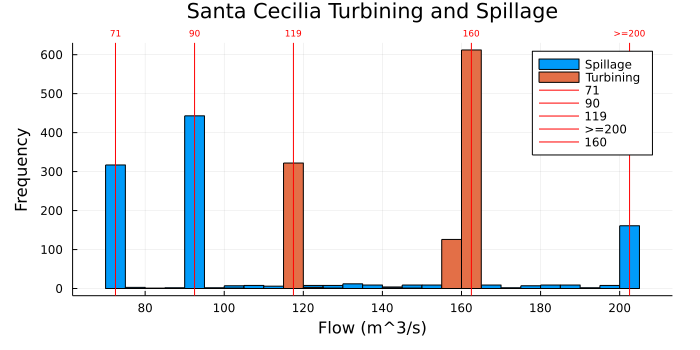 Santa Cecilia Turbining and Spillage
71 90 119 160 >=200
Frequency
600
500
400
300
200
100
0
Spillage
Turbining
71
90
119
>=200
160
80 100 120 140 160 180 200
Flow (m^3/s)